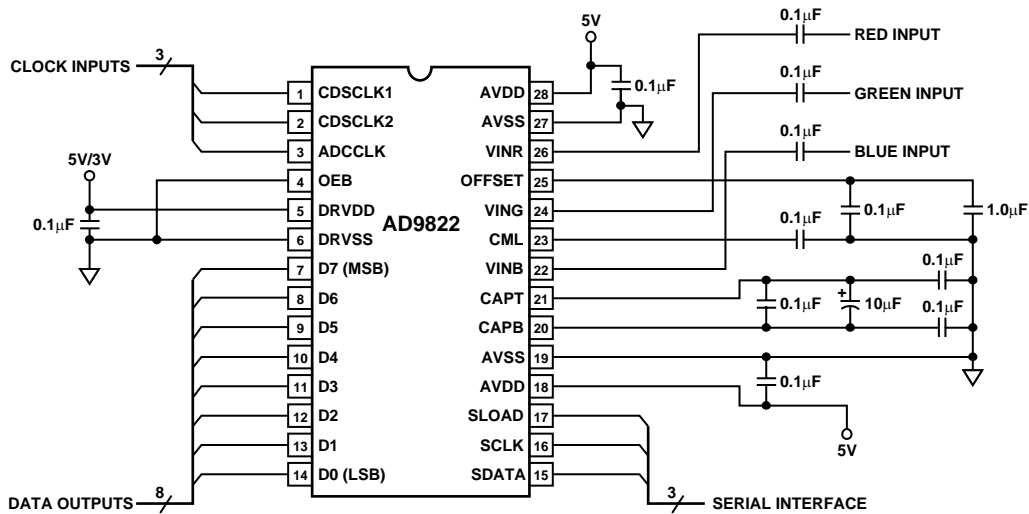 5V
0.1μF
RED INPUT
3
CLOCK INPUTS
0.1μF
0.1μF
GREEN INPUT
1 CDSCLK1
AVDD 28
2 CDSCLK2
AVSS 27
0.1μF
BLUE INPUT
3 ADCCLK
VINR 26
5V/3V
4 OEB
OFFSET 25
0.1μF
5 DRVDD
AD9822
VING 24
0.1μF
1.0μF
6 DRVSS
CML 23
0.1μF
7 D7 (MSB)
VINB 22
0.1μF
8 D6
CAPT 21
0.1μF
+
10μF
0.1μF
9 D5
CAPB 20
10 D4
AVSS 19
11 D3
AVDD 18
0.1μF
12 D2
SLOAD 17
13 D1
SCLK 16
5V
14 D0 (LSB)
SDATA 15
DATA OUTPUTS
8
3
SERIAL INTERFACE